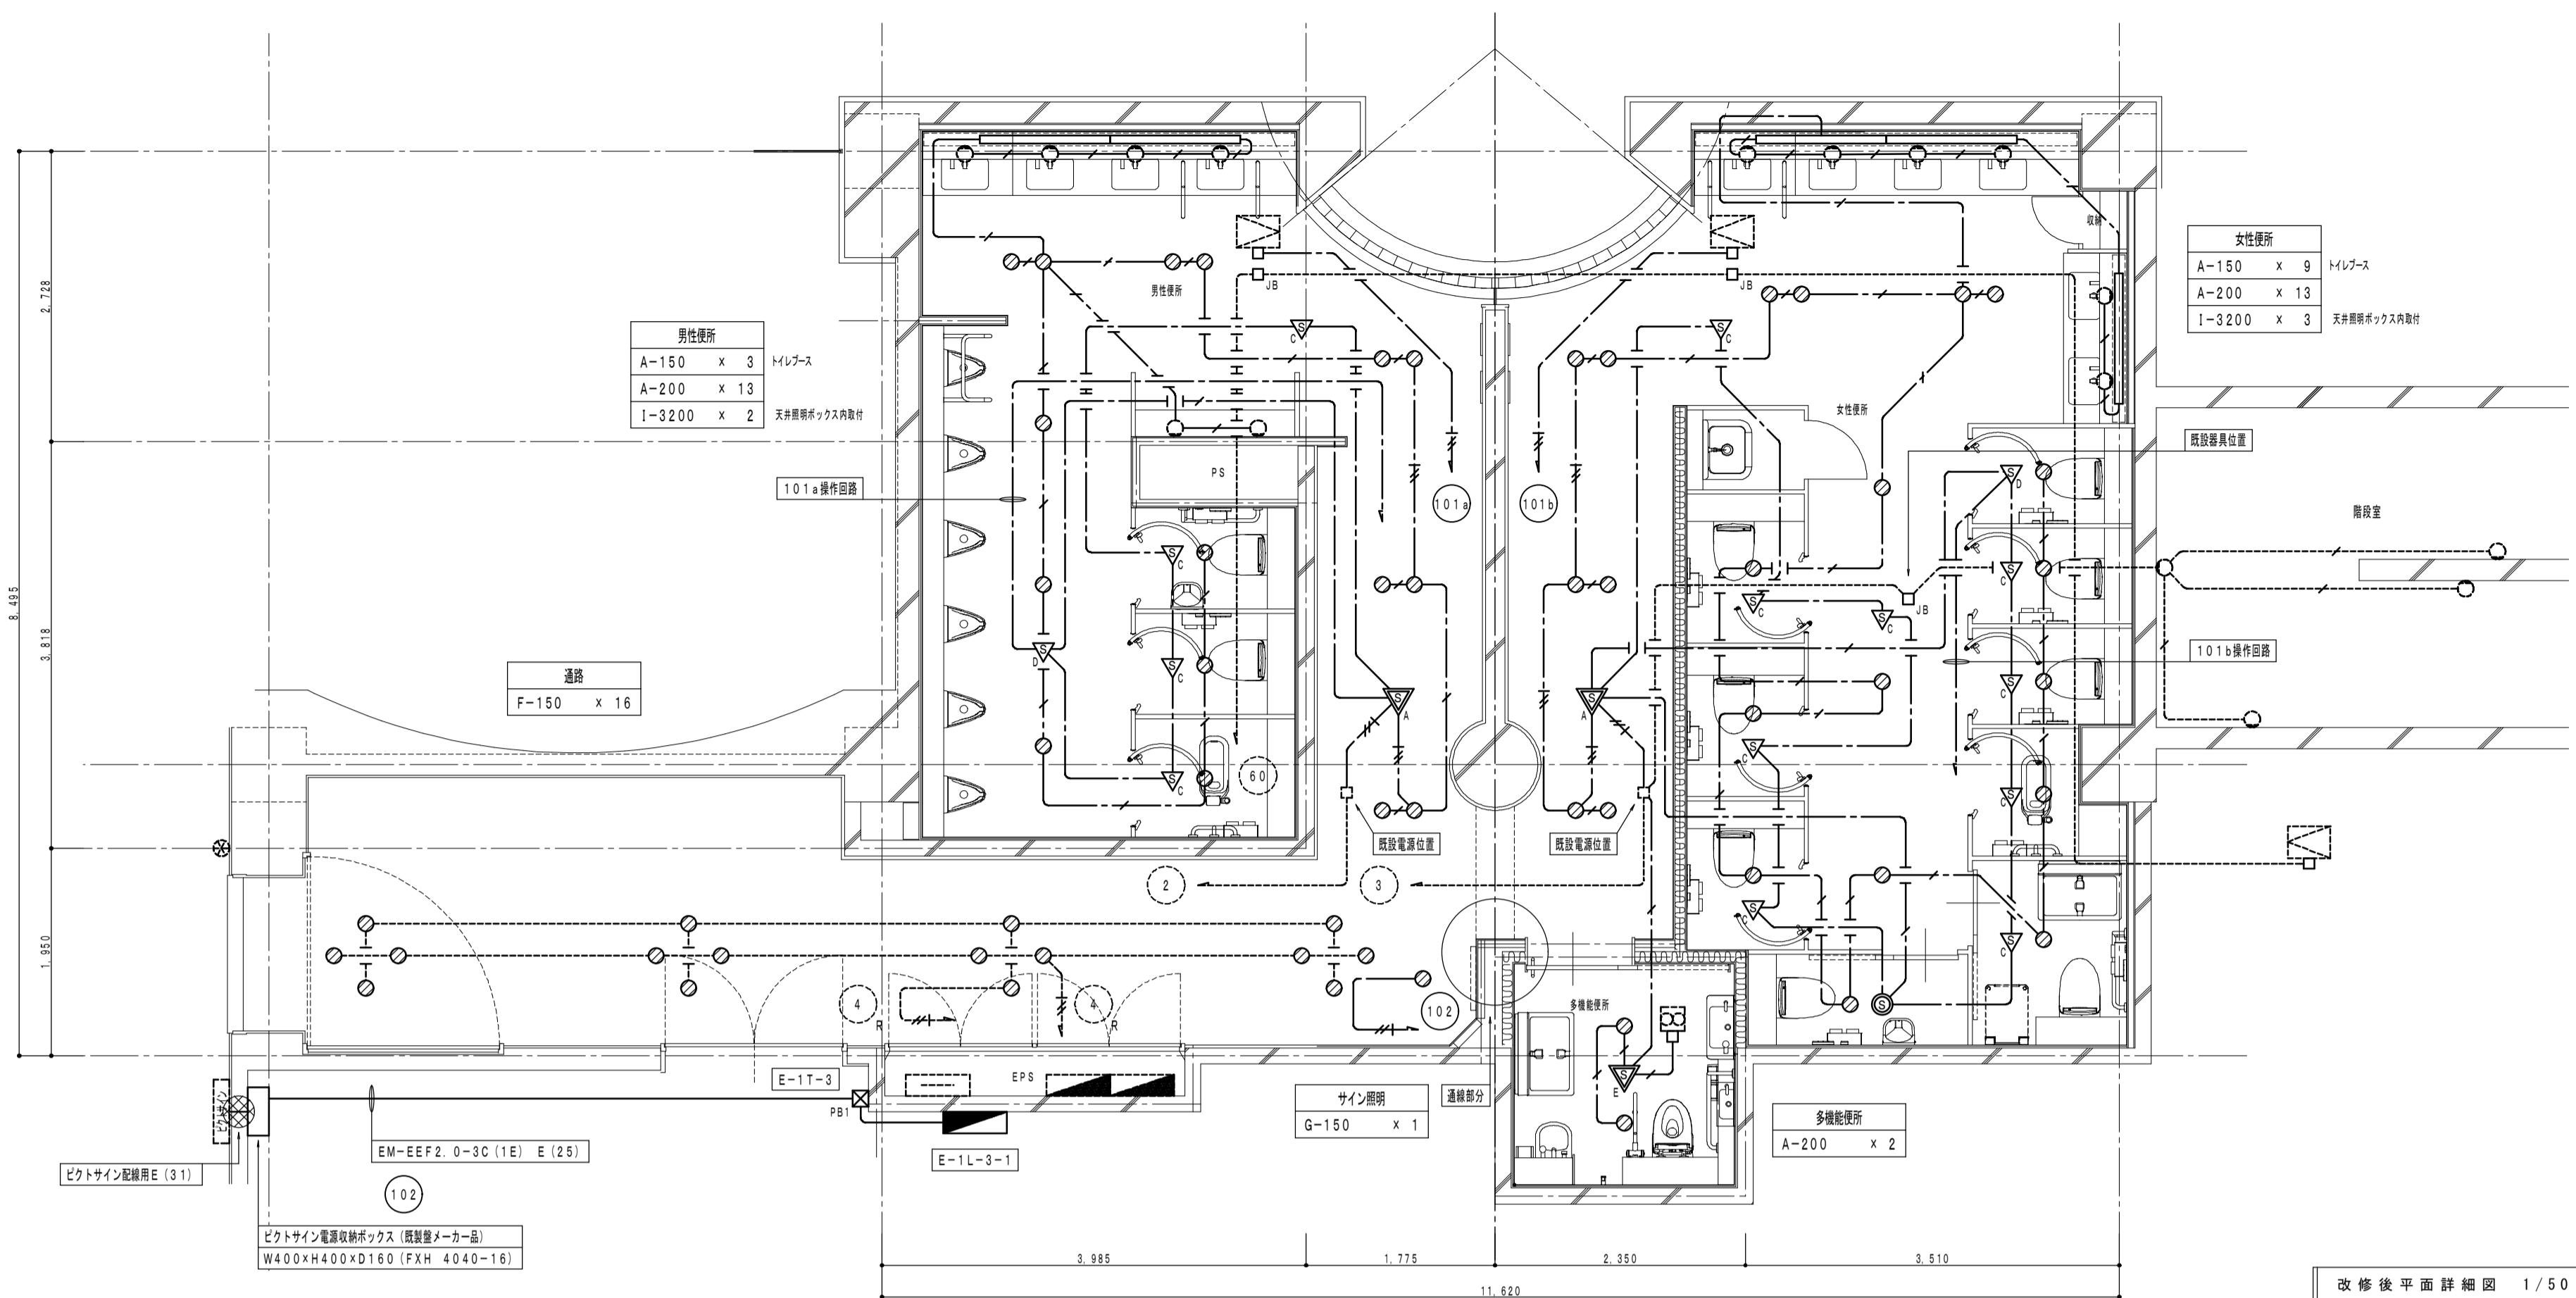 収納
女性便所
A-150 × 9 トイレブース
A-200 × 13
I-3200 × 3 天井照明ボックス内取付
JB
JB
男性便所
2,728
男性便所
A-150 × 3 トイレブース
A-200 × 13
I-3200 × 2 天井照明ボックス内取付
S
C
S
C
女性便所
既設器具位置
PS
101a操作回路
101a
101b
S
D
階段室
S
C
S
C
8,495
3,818
S
C
S
C
JB
S
D
S
C
101b操作回路
通路
F-150 × 16
S
A
S
A
S
C
S
C
60
S
C
S
C
既設電源位置
既設電源位置
2
3
S
C
S
C
1,950
4
R
4
R
102
多機能便所
S
S
E
ピクトサイン
E-1T-3
PB1
EPS
サイン照明
G-150 × 1
通線部分
多機能便所
A-200 × 2
EM-EEF2.0-3C(1E) E(25)
E-1L-3-1
ピクトサイン配線用E(31)
102
ピクトサイン電源収納ボックス(既製盤メーカー品)
W400×H400×D160(FXH 4040-16)
3,985
1,775
2,350
3,510
11,620
改修後平面詳細図 1/50